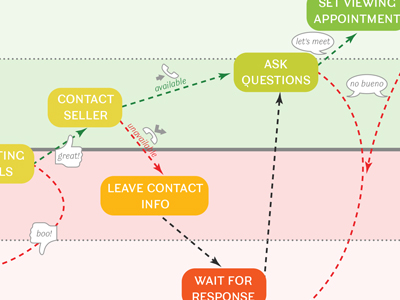 SET VIEWING
APPOINTMENT
let's meet
ASK
QUESTIONS
no bueno
available
CONTACT
SELLER
unavailable
great!
TING
LS
LEAVE CONTACT
INFO
boo!
WAIT FOR
RESPONSE